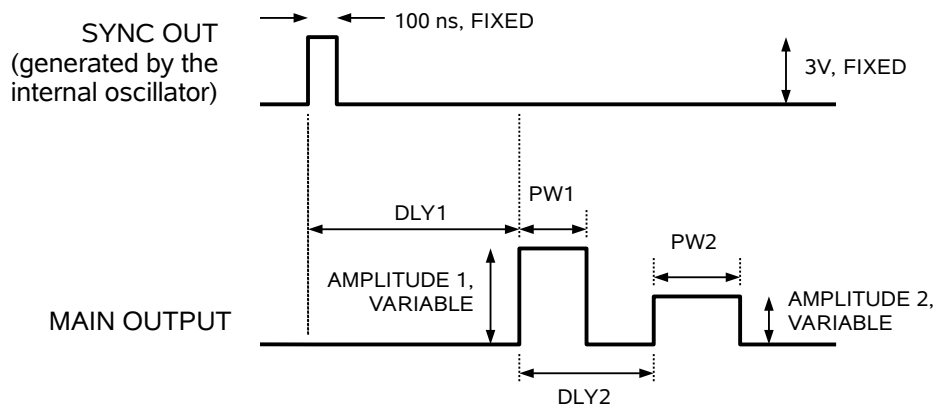 100 ns, FIXED
SYNC OUT
(generated by the
internal oscillator)
3V, FIXED
PW1
DLY1
PW2
AMPLITUDE 1,
VARIABLE
AMPLITUDE 2,
VARIABLE
MAIN OUTPUT
DLY2